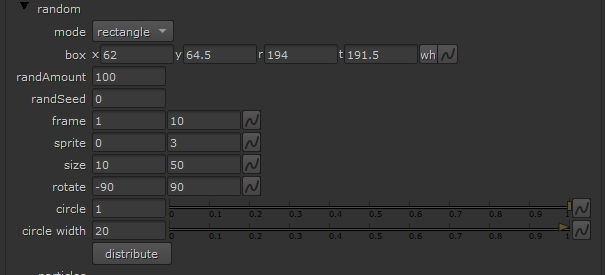 random
mode rectangle
box x 62 y 64.5 r 194 t 191.5 wh
randAmount 100
randSeed 0
frame 1 10
sprite 0 3
size 10 50
rotate -90 90
circle 1 0 0.1 0.2 0.3 0.4 0.5 0.6 0.7 0.8 0.9 1
circle width 20 0 0.1 0.2 0.3 0.4 0.5 0.6 0.7 0.8 0.9 1
distribute
particles